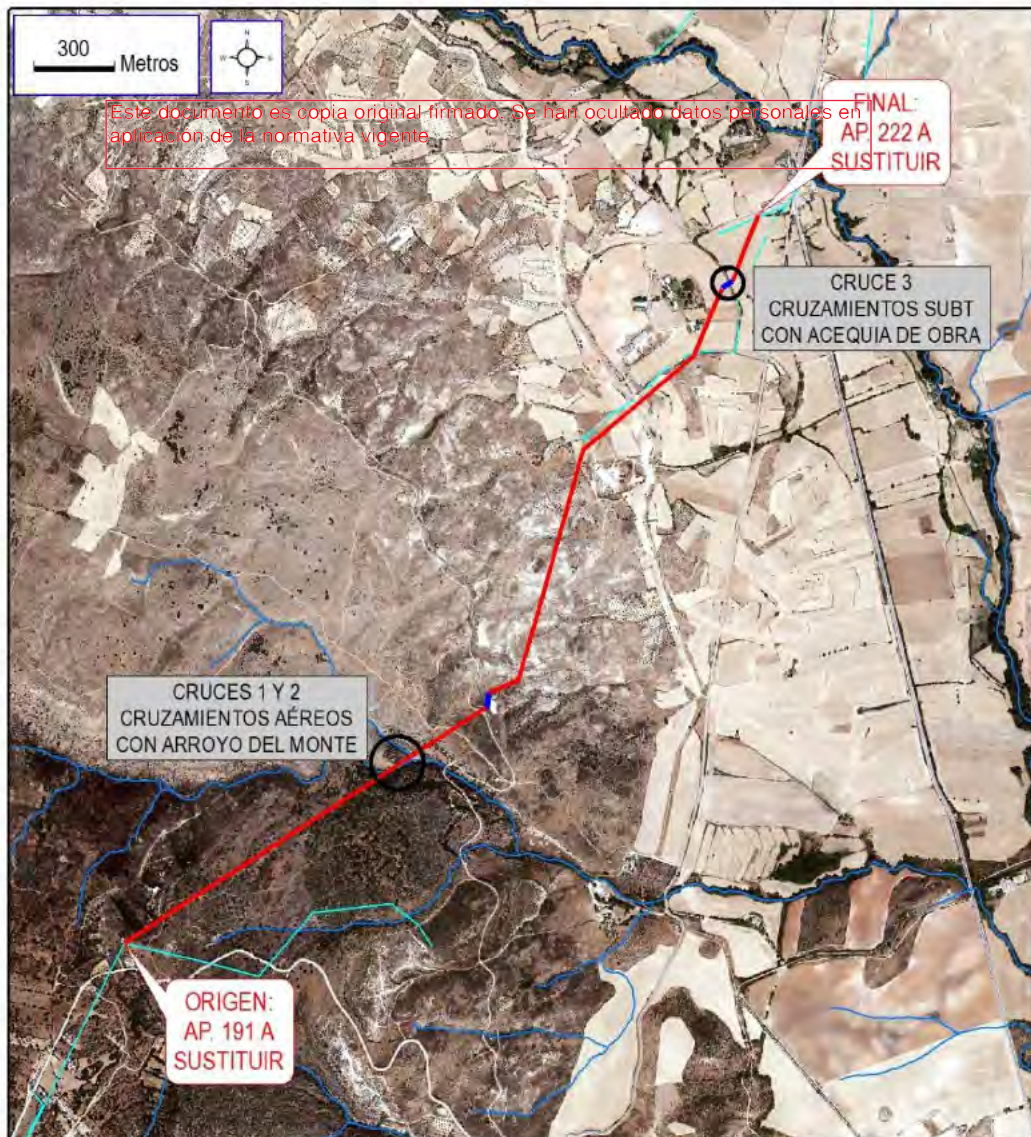 300
Metros
N
W
E
S
Este documento es copia original firmado. Se han ocultado datos personales en
aplicación de la normativa vigente
FINAL:
AP. 222 A
SUSTITUIR
CRUCE 3
CRUZAMIENTOS SUBT
CON ACEQUIA DE OBRA
CRUCES 1 Y 2
CRUZAMIENTOS AÉREOS
CON ARROYO DEL MONTE
ORIGEN:
AP. 191 A
SUSTITUIR